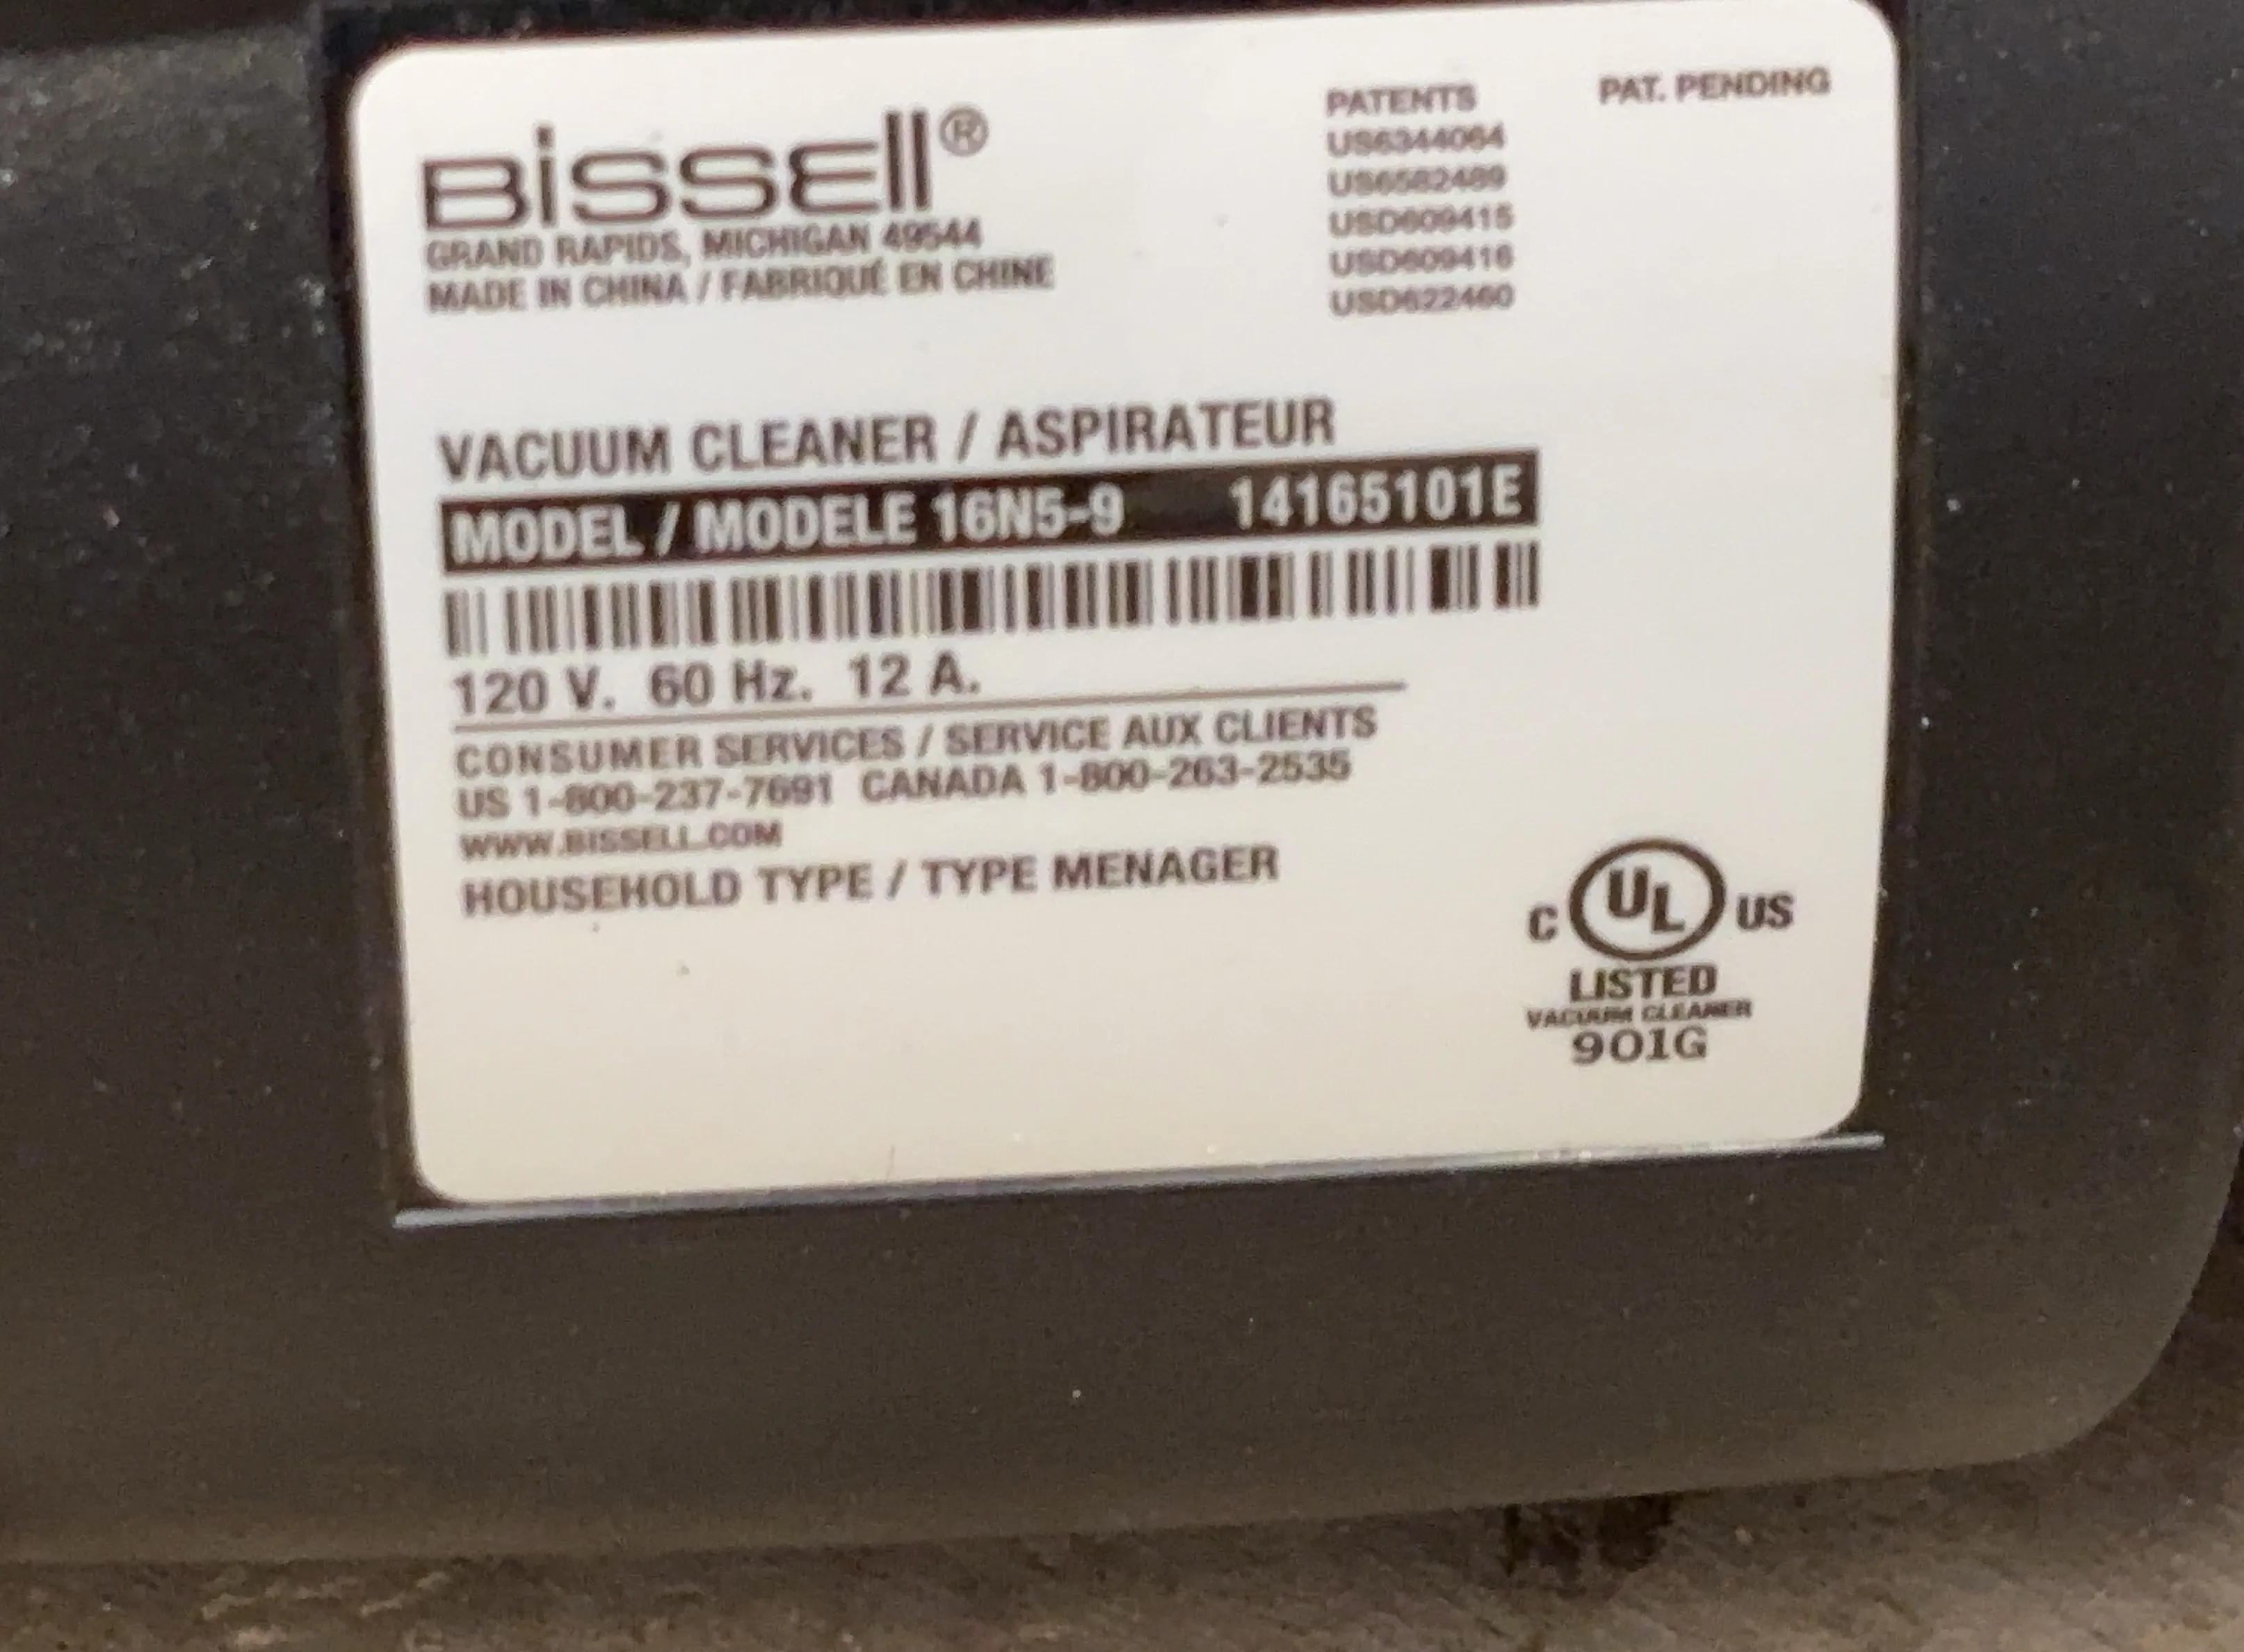 BISSELL®
GRAND RAPIDS, MICHIGAN 49544
MADE IN CHINA / FABRIQUÉ EN CHINE
PATENTS
US6344064
US6582489
USD609415
USD609416
USD622460
PAT. PENDING
VACUUM CLEANER / ASPIRATEUR
MODEL / MODELE 16N5-9 14165101E
120 V. 60 Hz. 12 A.
CONSUMER SERVICES / SERVICE AUX CLIENTS
US 1-800-237-7691 CANADA 1-800-263-2535
WWW.BISSELL.COM
HOUSEHOLD TYPE / TYPE MENAGER
C UL US
LISTED
VACUUM CLEANER
901G